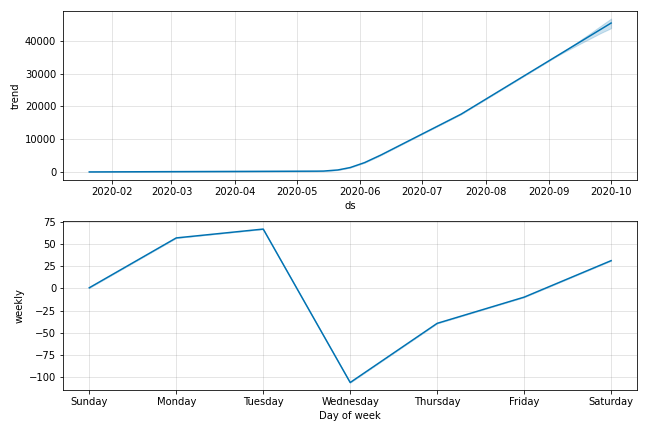 40000
30000
20000
10000
0
trend
2020-02 2020-03 2020-04 2020-05 2020-06 2020-07 2020-08 2020-09 2020-10
ds
75
50
25
0
−25
−50
−75
−100
weekly
Sunday Monday Tuesday Wednesday Thursday Friday Saturday
Day of week